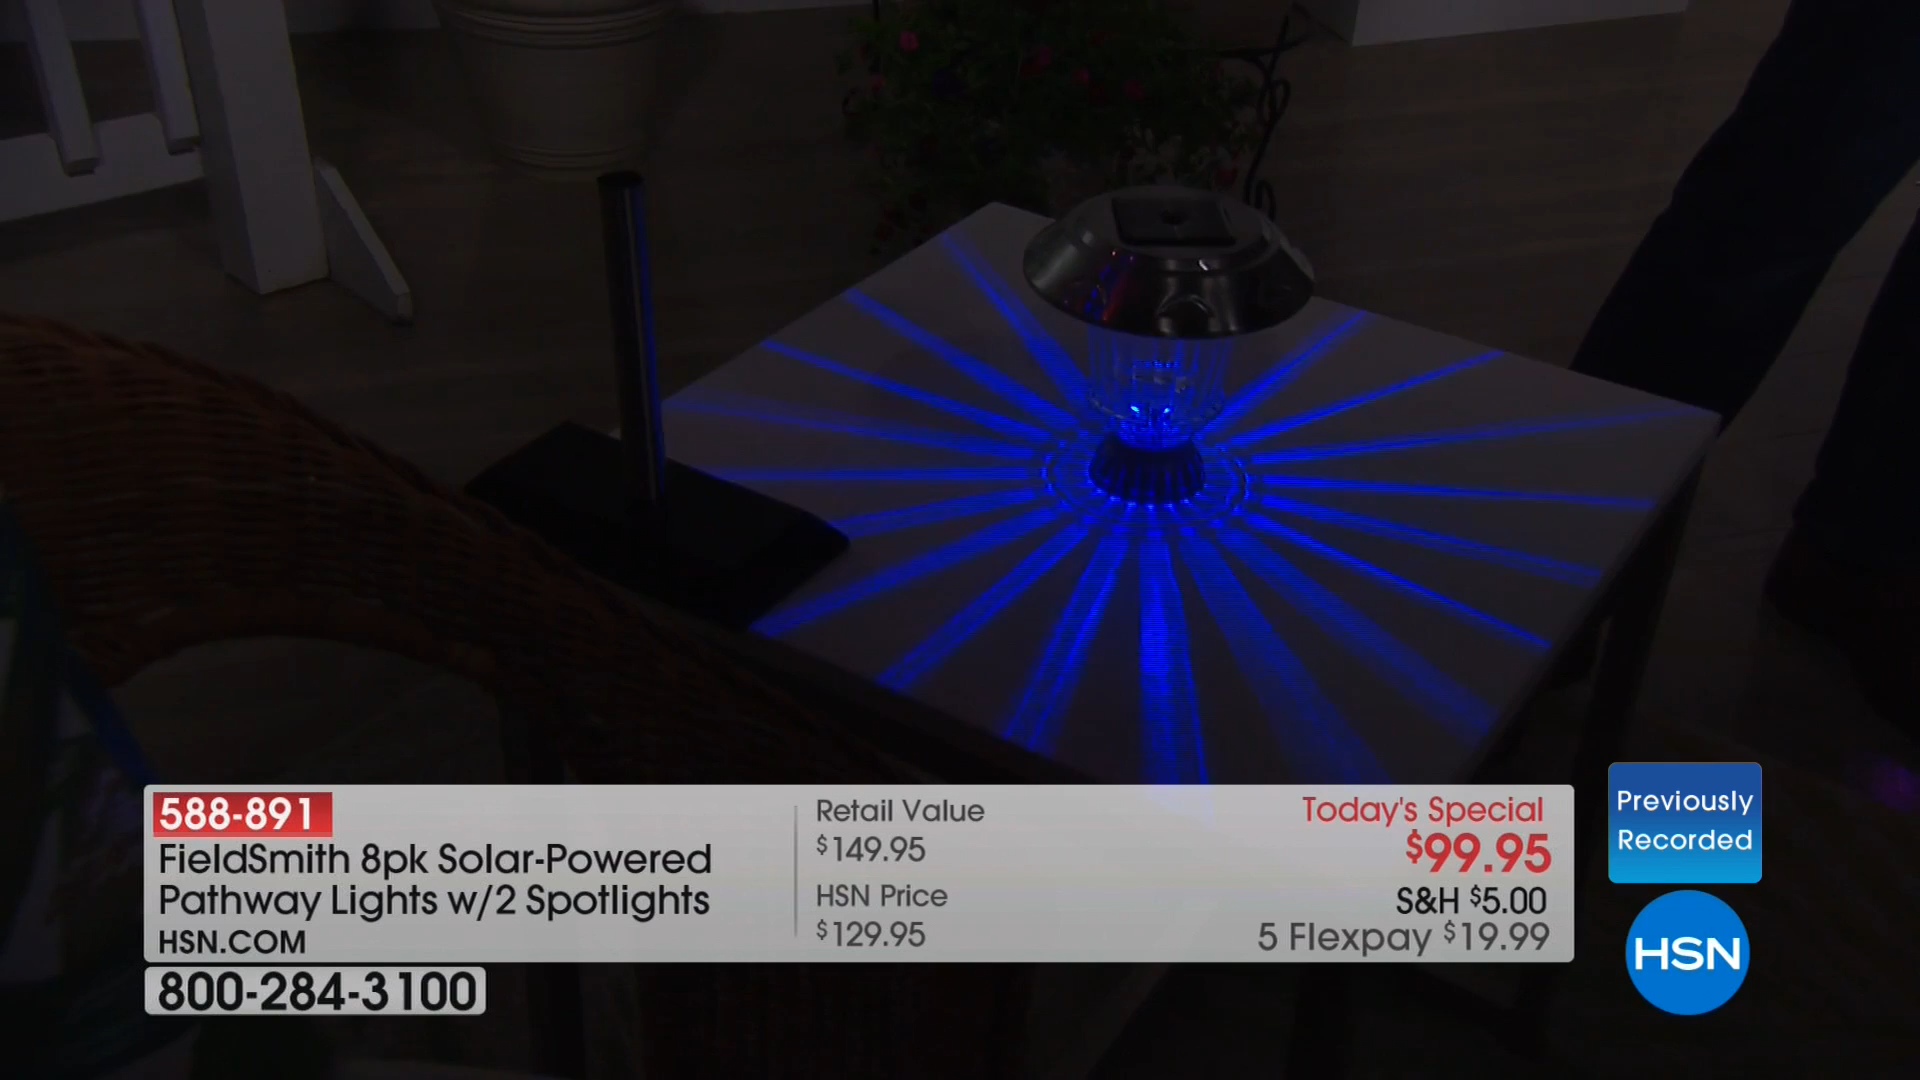 588-891
FieldSmith 8pk Solar-Powered
Pathway Lights w/2 Spotlights
HSN.COM
800-284-3100
Retail Value
$149.95
HSN Price
$129.95
Today's Special
$99.95
S&H $5.00
5 Flexpay $19.99
Previously
Recorded
HSN